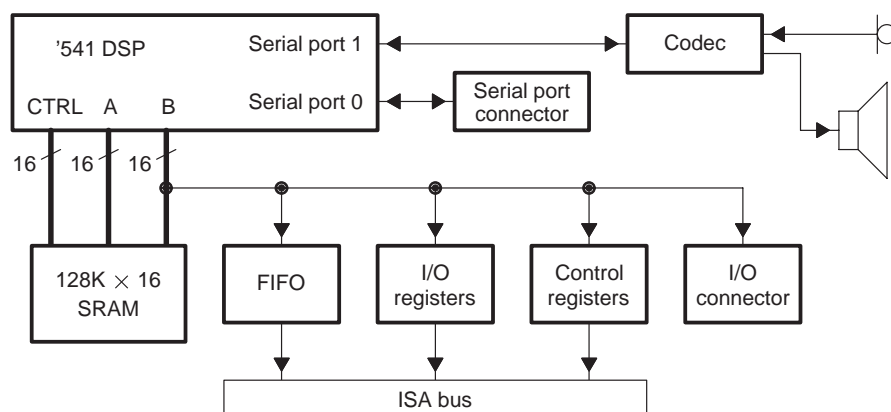 '541 DSP
Serial port 1
Codec
Serial port 0
Serial port
connector
CTRL
A
B
16
16
16
128K × 16
SRAM
FIFO
I/O
registers
Control
registers
I/O
connector
ISA bus